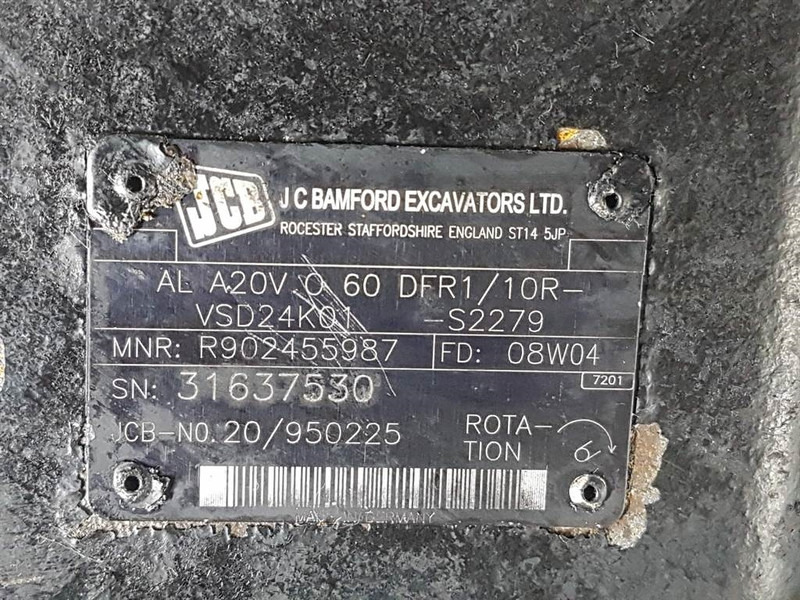 JCB J C BAMFORD EXCAVATORS LTD.
ROCESTER STAFFORDSHIRE ENGLAND ST14 5JP
AL A20V O 60 DFR1/10R-
VSD24K01 -S2279
MNR: R902455987 FD: 08W04
SN: 31637530 7201
JCB-NO. 20/950225 ROTA-
TION
GERMANY